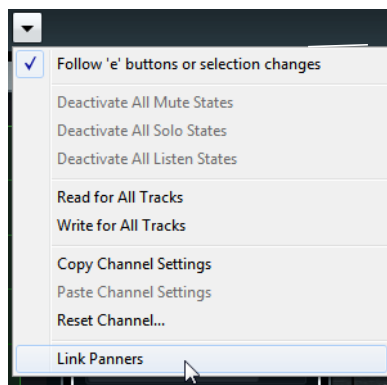 Follow 'e' buttons or selection changes
Deactivate All Mute States
Deactivate All Solo States
Deactivate All Listen States
Read for All Tracks
Write for All Tracks
Copy Channel Settings
Paste Channel Settings
Reset Channel...
Link Panners